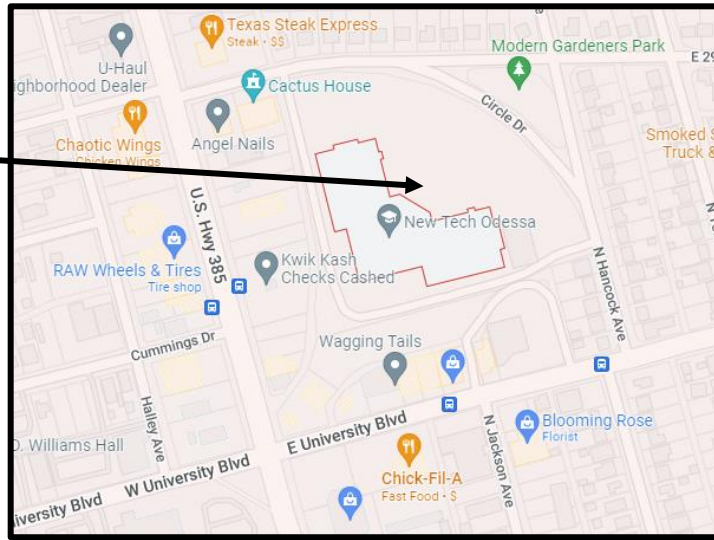 Texas Steak Express
Steak · $$
Modern Gardeners Park
E 29
U-Haul
ighborhood Dealer
Cactus House
Circle Dr
Chaotic Wings
Chicken Wings
Angel Nails
Smoked S
Truck &
New Tech Odessa
U.S. Hwy 385
RAW Wheels & Tires
Tire shop
Kwik Kash
Checks Cashed
N Hancock Ave
Cummings Dr
Wagging Tails
Halley Ave
D. Williams Hall
E University Blvd
N Jackson Ave
Blooming Rose
Florist
W University Blvd
Chick-Fil-A
Fast Food · $
iversity Blvd